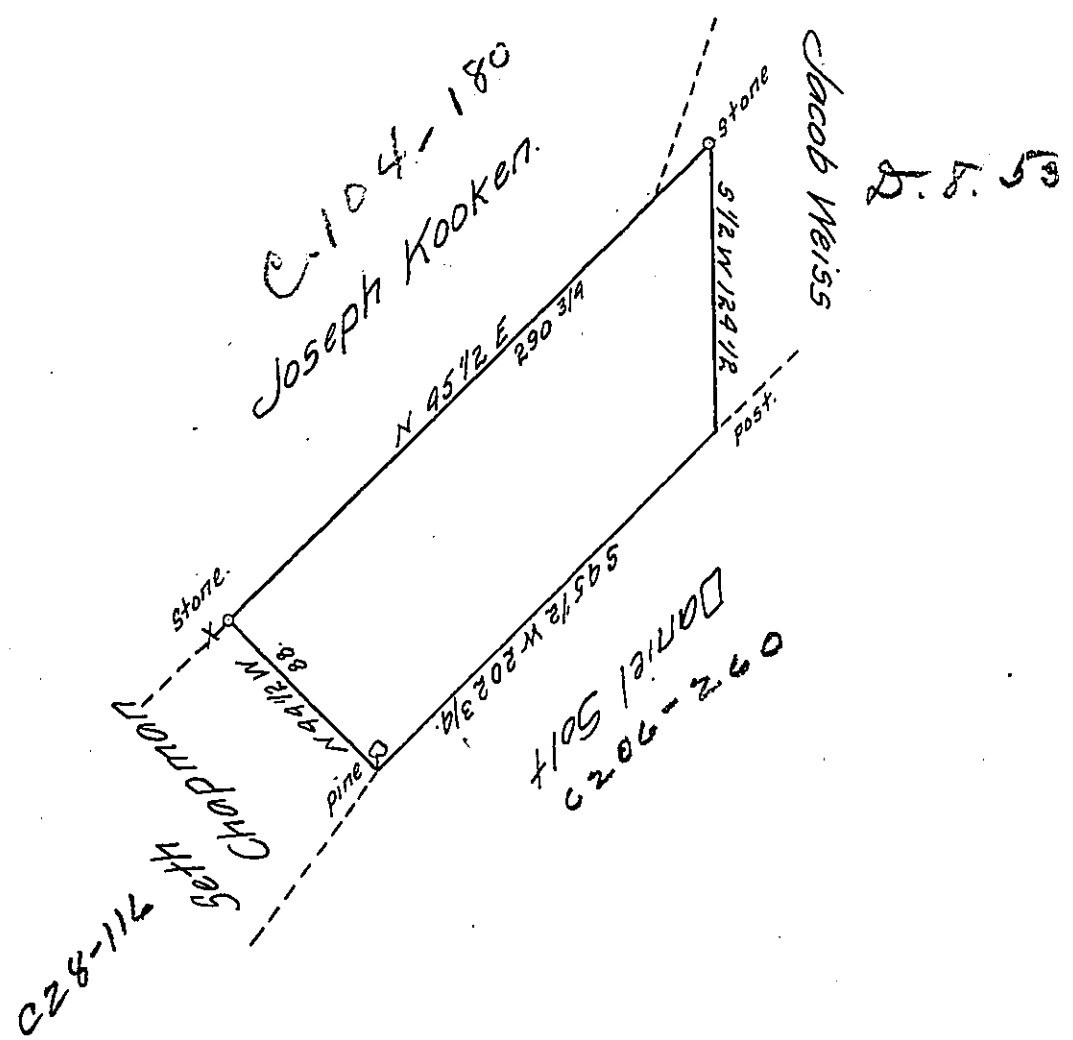 C-104-180
Joseph Kooken.
Jacob Weiss
D. 8. 53
stone
S 1/2 W 124 1/2
N 45 1/2 E
290 3/4
post.
stone.
N 44 1/2 W
88.
S 45 1/2 W 202 3/4.
Daniel Solt
C206-260
pine
Seth
Chapman
C28-116